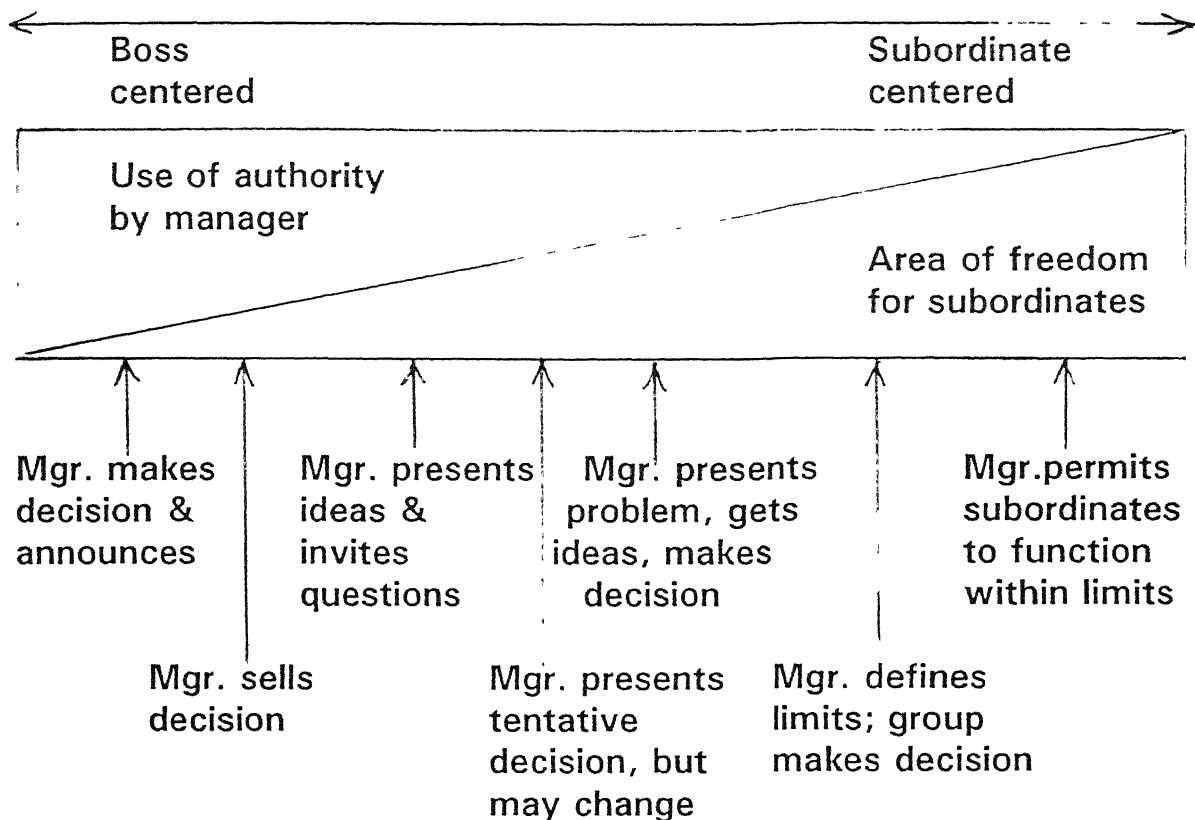 Boss
centered
Subordinate
centered
Use of authority
by manager
Area of freedom
for subordinates
Mgr. makes
decision &
announces
Mgr. sells
decision
Mgr. presents
ideas &
invites
questions
Mgr. presents
tentative
decision, but
may change
Mgr. presents
problem, gets
ideas, makes
decision
Mgr. defines
limits; group
makes decision
Mgr.permits
subordinates
to function
within limits